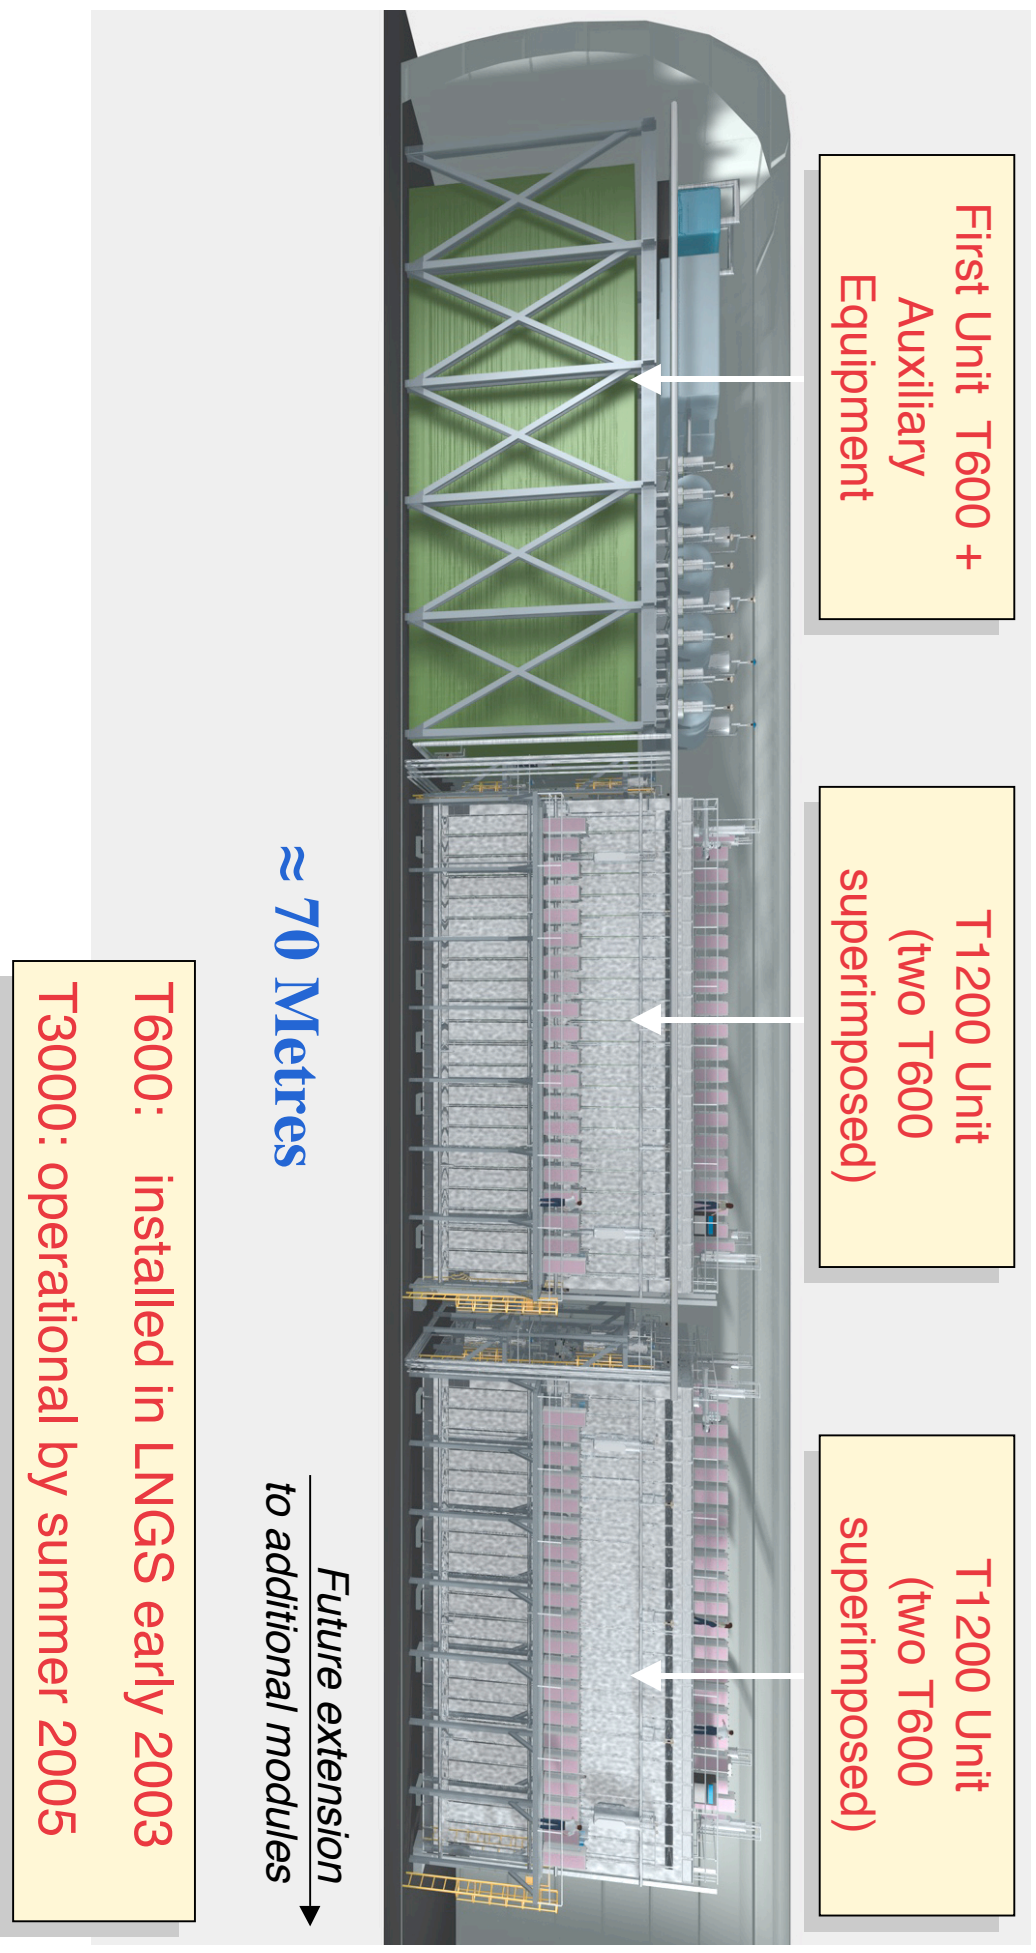 First Unit T600 +
Auxiliary
Equipment
T1200 Unit
(two T600
superimposed)
T1200 Unit
(two T600
superimposed)
≈ 70 Metres
Future extension
to additional modules
T600: installed in LNGS early 2003
T3000: operational by summer 2005